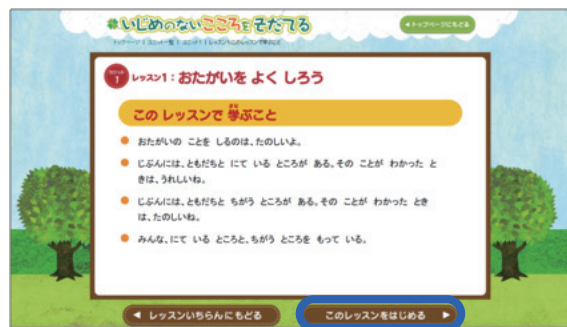 いじめのないこころをそだてる
◀トップページにもどる
ユニット
1
レッスン1：おたがいを よく しろう
この レッスンで 学ぶこと
まな
おたがいの ことを しるのは、たのしいよ。
じぶんには、ともだちと にて いる ところが ある。その ことが わかった と
きは、うれしいね。
じぶんには、ともだちと ちがう ところが ある。その ことが わかった とき
は、たのしいね。
みんな、にて いる ところと、ちがう ところを もって いる。
◀ レッスンいちらんにもどる
このレッスンをはじめる ▶